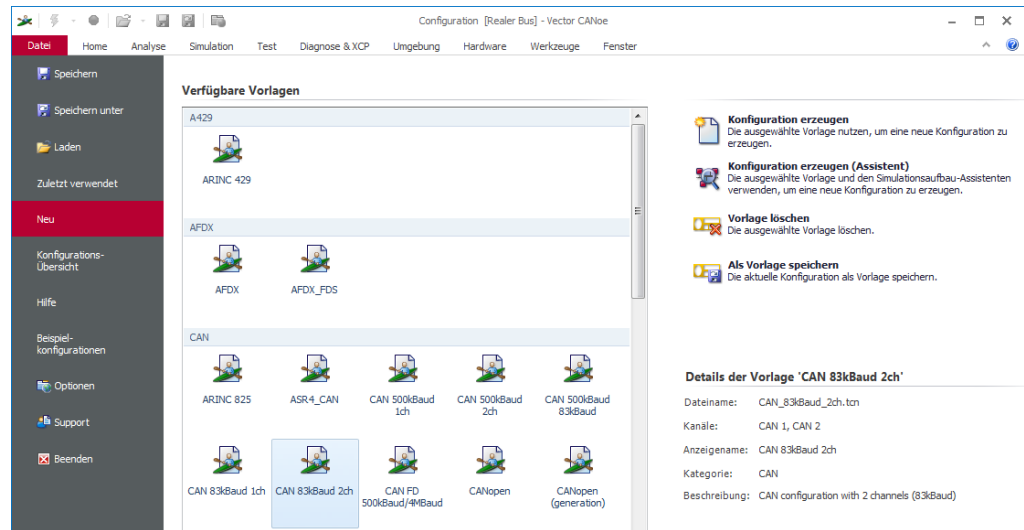 Configuration [Realer Bus] - Vector CANoe
Datei Home Analyse Simulation Test Diagnose & XCP Umgebung Hardware Werkzeuge Fenster
Speichern
Speichern unter
Laden
Zuletzt verwendet
Neu
Konfigurations-
Übersicht
Hilfe
Beispiel-
konfigurationen
Optionen
Support
Beenden
Verfügbare Vorlagen
A429
ARINC 429
AFDX
AFDX AFDX_FDS
CAN
ARINC 825 ASR4_CAN CAN 500kBaud CAN 500kBaud CAN 500kBaud
1ch 2ch 83kBaud
CAN 83kBaud 1ch CAN 83kBaud 2ch CAN FD CANopen CANopen
500kBaud/4MBaud (generation)
Konfiguration erzeugen
Die ausgewählte Vorlage nutzen, um eine neue Konfiguration zu
erzeugen.
Konfiguration erzeugen (Assistent)
Die ausgewählte Vorlage und den Simulationsaufbau-Assistenten
verwenden, um eine neue Konfiguration zu erzeugen.
Vorlage löschen
Die ausgewählte Vorlage löschen.
Als Vorlage speichern
Die aktuelle Konfiguration als Vorlage speichern.
Details der Vorlage 'CAN 83kBaud 2ch'
Dateiname: CAN_83kBaud_2ch.tcn
Kanäle: CAN 1, CAN 2
Anzeigename: CAN 83kBaud 2ch
Kategorie: CAN
Beschreibung: CAN configuration with 2 channels (83kBaud)